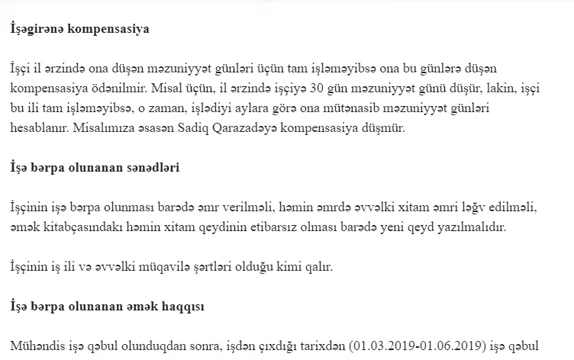 İşəgirənə kompensasiya
İşçi il ərzində ona düşən məzuniyyət günləri üçün tam işləməyibsə ona bu günlərə düşən
kompensasiya ödənilmir. Misal üçün, il ərzində işçiyə 30 gün məzuniyyət günü düşür, lakin, işçi
bu ili tam işləməyibsə, o zaman, işlədiyi aylara görə ona mütənasib məzuniyyət günləri
hesablanır. Misalımıza əsasən Sadiq Qarazadəyə kompensasiya düşmür.
İşə bərpa olunanan sənədləri
İşçinin işə bərpa olunması barədə əmr verilməli, həmin əmrdə əvvəlki xitam əmri ləğv edilməli,
əmək kitabçasındakı həmin xitam qeydinin etibarsız olması barədə yeni qeyd yazılmalıdır.
İşçinin iş ili və əvvəlki müqavilə şərtləri olduğu kimi qalır.
İşə bərpa olunanan əmək haqqısı
Mühəndis işə qəbul olunduqdan sonra, işdən çıxdığı tarixdən (01.03.2019-01.06.2019) işə qəbul